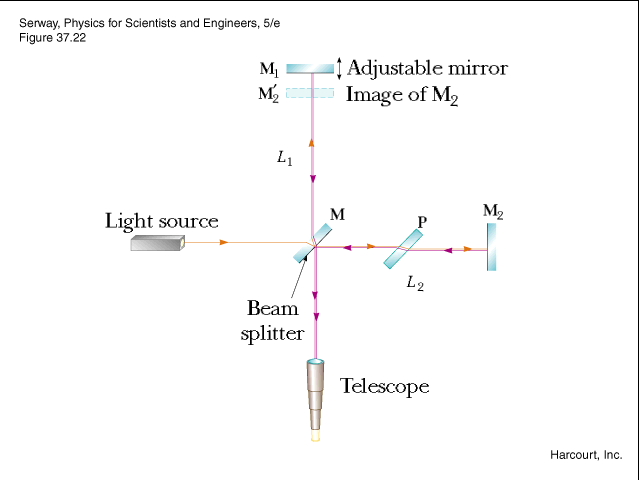 Serway, Physics for Scientists and Engineers, 5/e
Figure 37.22
M₁ Adjustable mirror
M₂′ Image of M₂
L₁
Light source
M
P
M₂
L₂
Beam
splitter
Telescope
Harcourt, Inc.